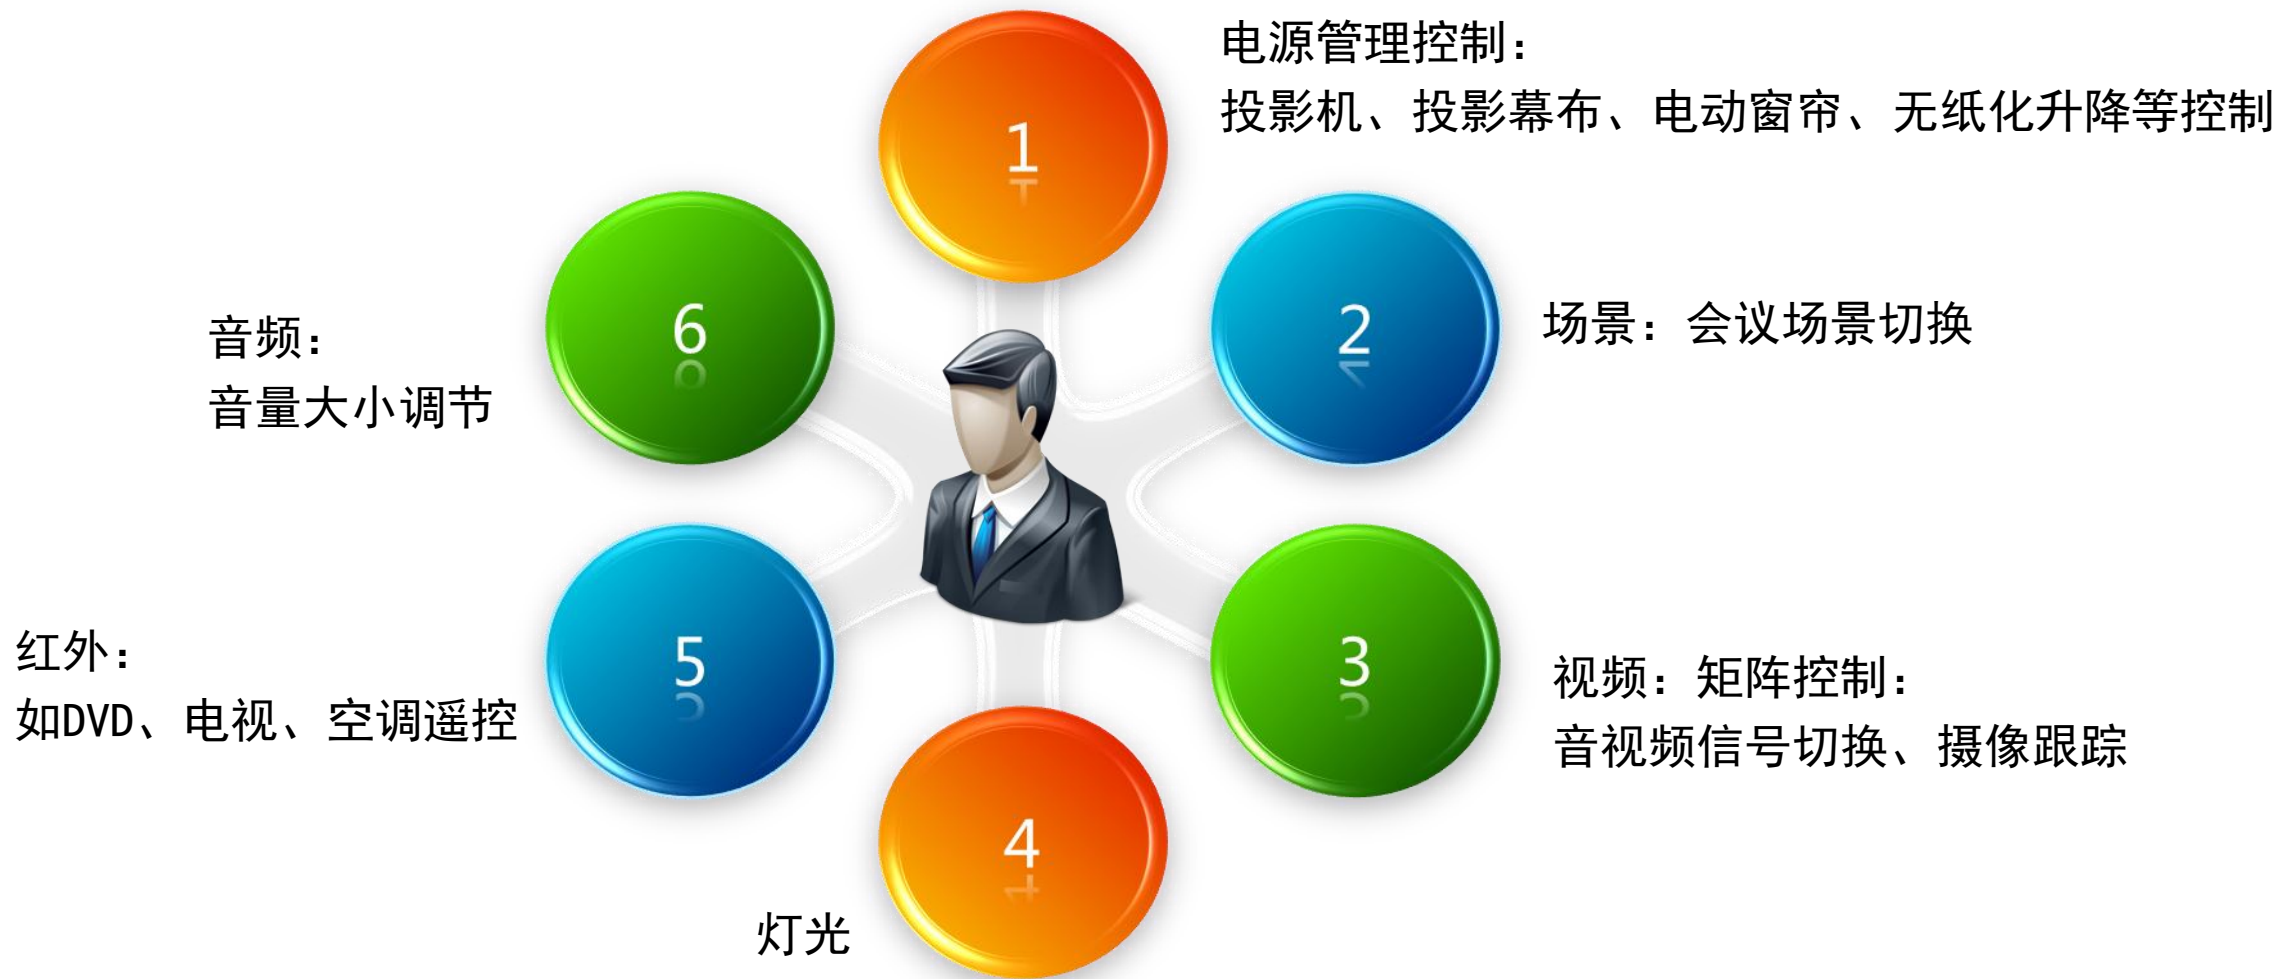 1
电源管理控制：
投影机、投影幕布、电动窗帘、无纸化升降等控制
2
场景：会议场景切换
3
视频：矩阵控制：
音视频信号切换、摄像跟踪
4
灯光
5
红外：
如DVD、电视、空调遥控
6
音频：
音量大小调节